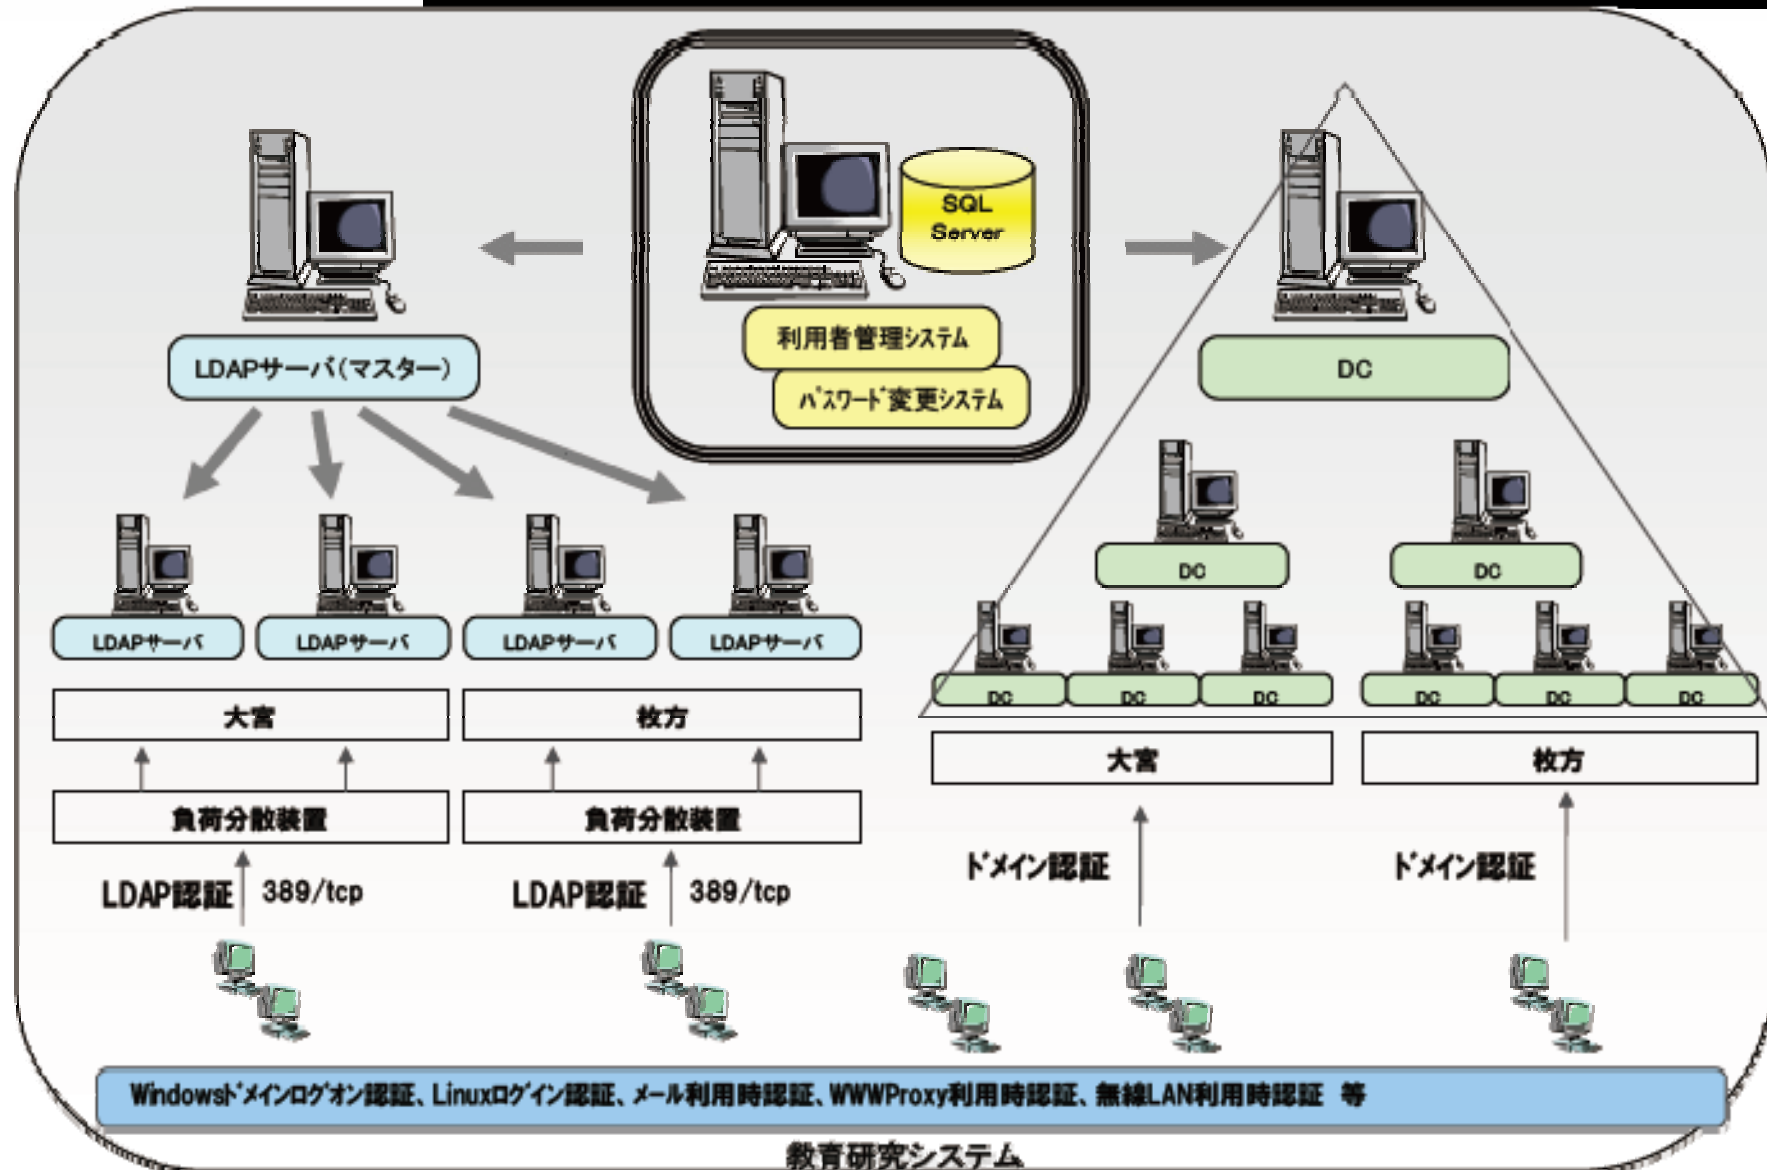 SQL
Server
利用者管理システム
パスワード変更システム
LDAPサーバ(マスター)
DC
DC
DC
LDAPサーバ
LDAPサーバ
LDAPサーバ
LDAPサーバ
DC
DC
DC
DC
DC
DC
大宮
枚方
大宮
枚方
負荷分散装置
負荷分散装置
LDAP認証
389/tcp
LDAP認証
389/tcp
ドメイン認証
ドメイン認証
Windowsドメインログオン認証、Linuxログイン認証、メール利用時認証、WWWProxy利用時認証、無線LAN利用時認証 等
教育研究システム